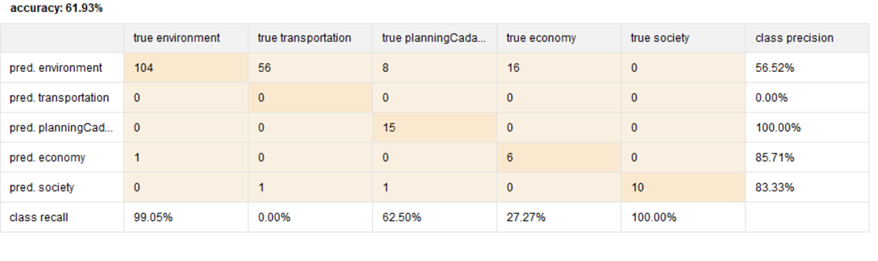 accuracy: 61.93%
true environment true transportation true planningCada... true economy true society class precision
pred. environment 104 56 8 16 0 56.52%
pred. transportation 0 0 0 0 0 0.00%
pred. planningCad... 0 0 15 0 0 100.00%
pred. economy 1 0 0 6 0 85.71%
pred. society 0 1 1 0 10 83.33%
class recall 99.05% 0.00% 62.50% 27.27% 100.00%